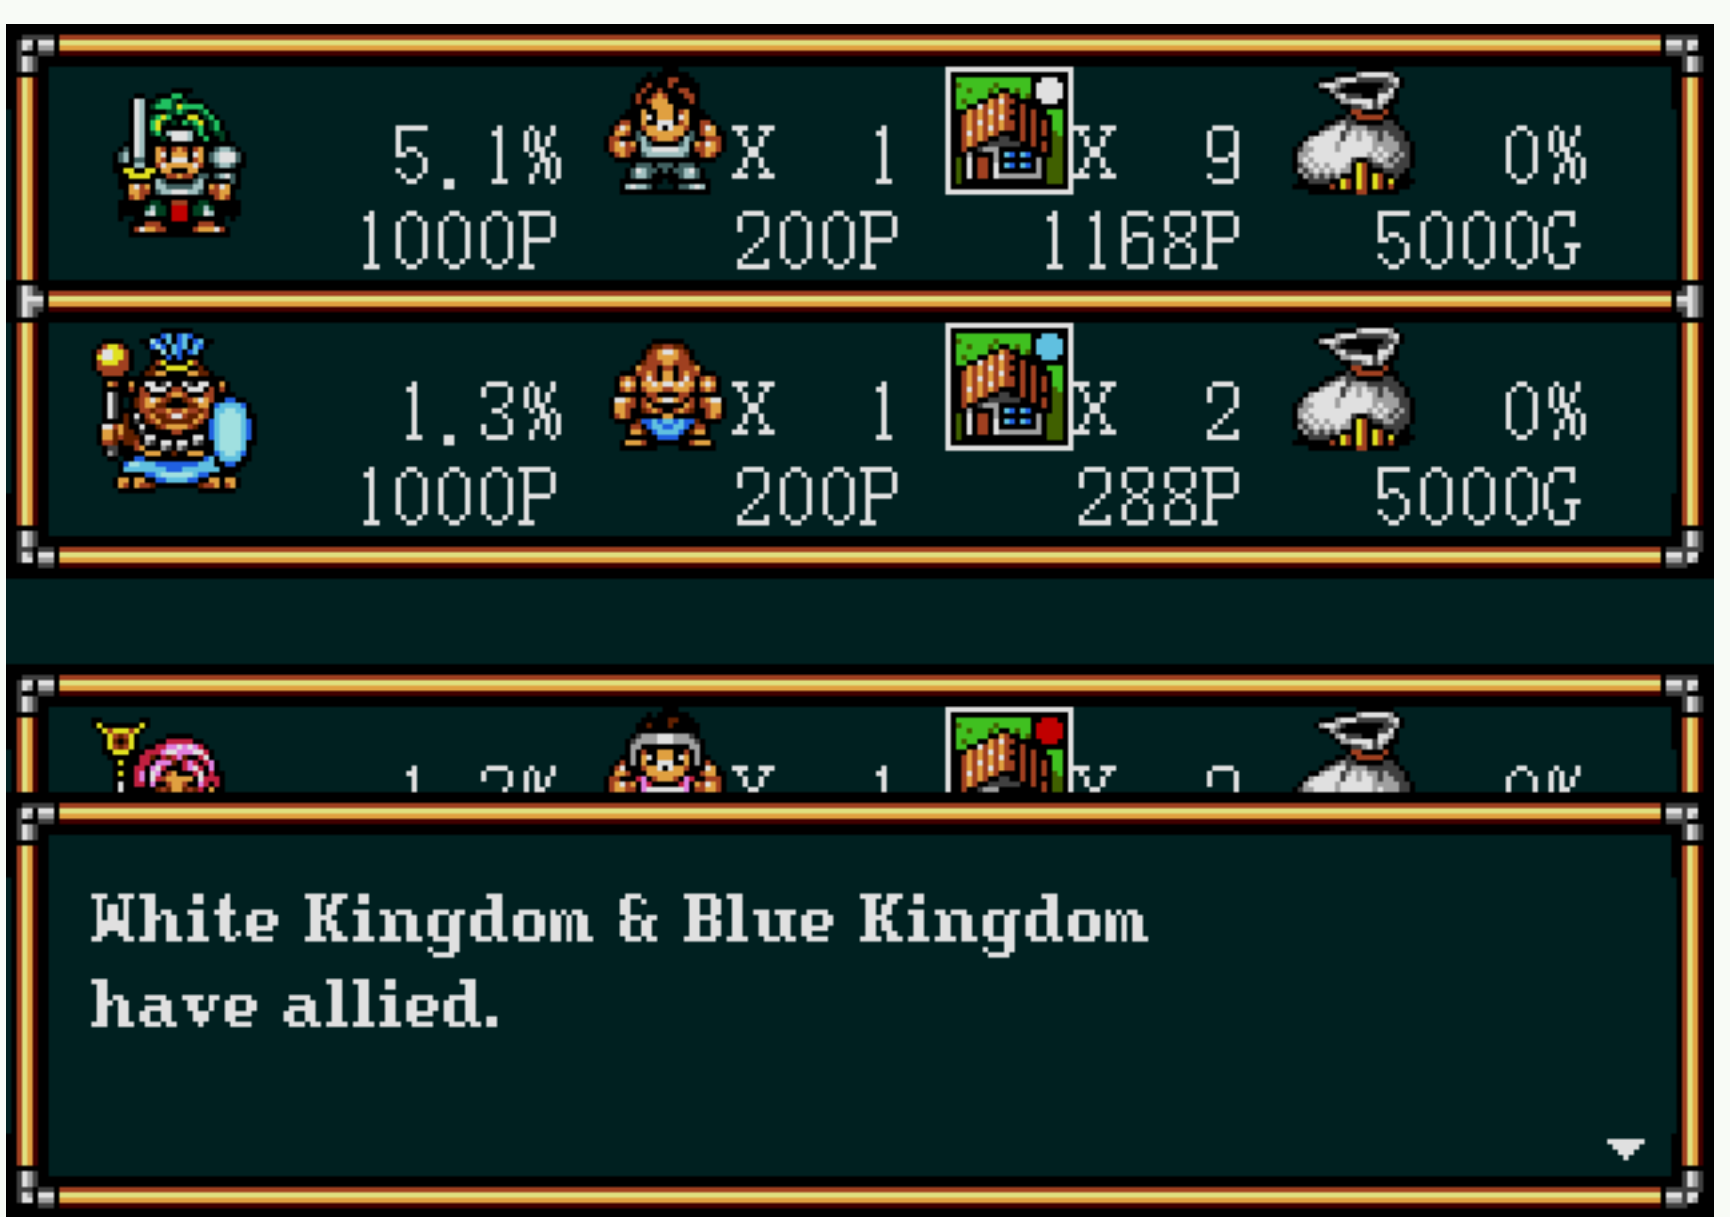 5.1% X 1 X 9 0%
1000P 200P 1168P 5000G
1.3% X 1 X 2 0%
1000P 200P 288P 5000G
White Kingdom & Blue Kingdom
have allied.